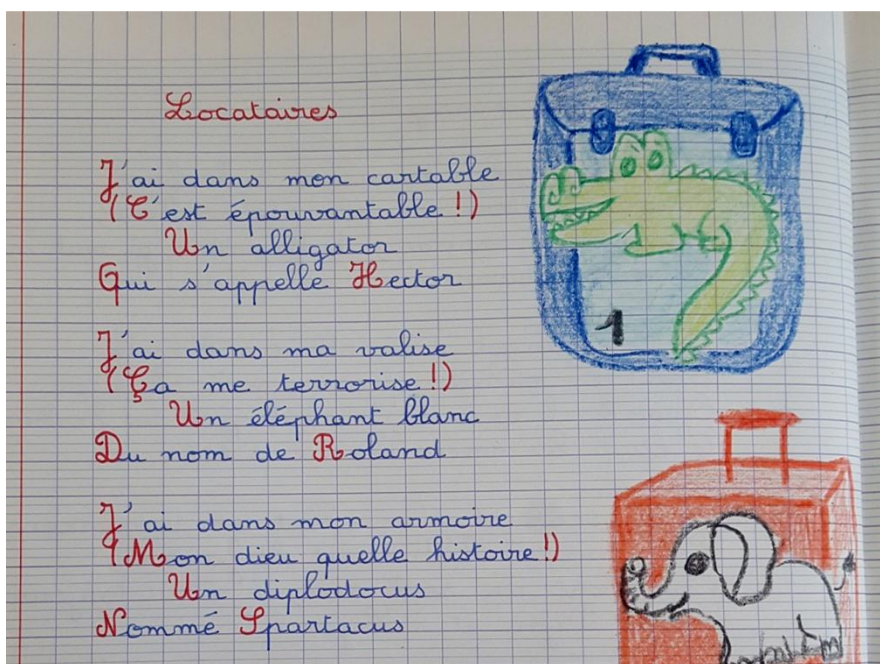 Locataires
J'ai dans mon cartable
(C'est épouvantable !)
Un alligator
Qui s'appelle Hector
J'ai dans ma valise
(Ça me terrorise !)
Un éléphant blanc
Du nom de Roland
J'ai dans mon armoire
(Mon dieu quelle histoire !)
Un diplodocus
Nommé Spartacus
1